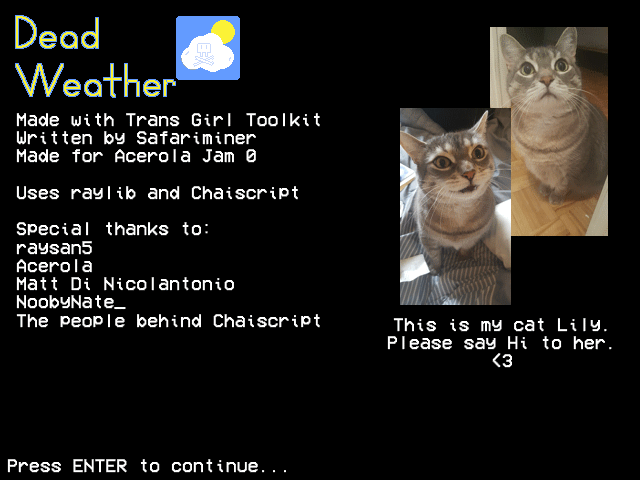 Dead
Weather
Made with Trans Girl Toolkit
Written by Safariminer
Made for Acerola Jam 0
Uses raylib and Chaiscript
Special thanks to:
raysan5
Acerola
Matt Di Nicolantonio
NoobyNate_
The people behind Chaiscript
This is my cat Lily.
Please say Hi to her.
<3
Press ENTER to continue...